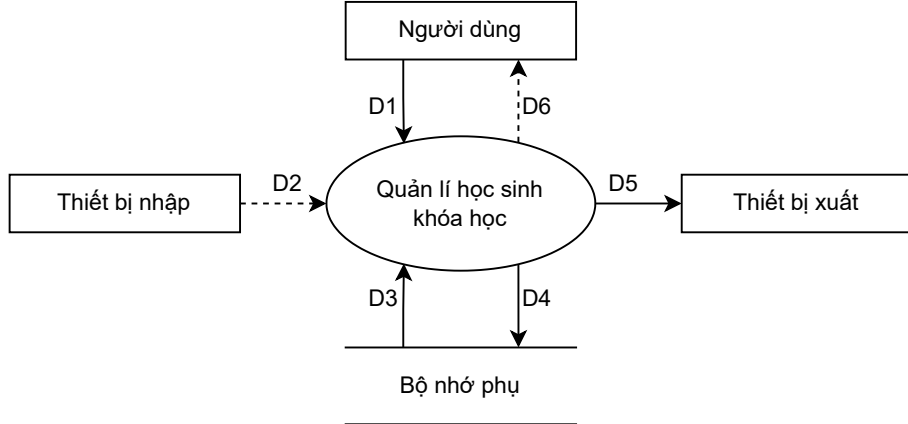 Người dùng
D1
D6
Thiết bị nhập
D2
Quản lí học sinh
khóa học
D5
Thiết bị xuất
D3
D4
Bộ nhớ phụ